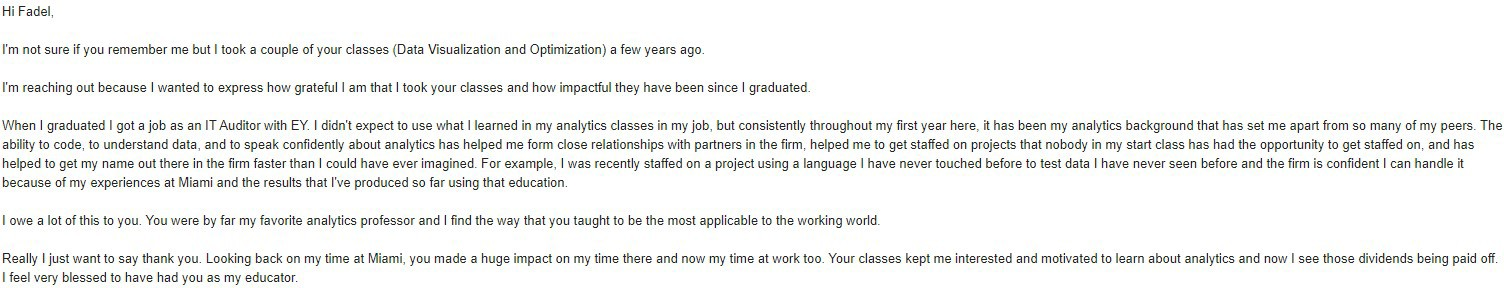 Hi Fadel,
I'm not sure if you remember me but I took a couple of your classes (Data Visualization and Optimization) a few years ago.
I'm reaching out because I wanted to express how grateful I am that I took your classes and how impactful they have been since I graduated.
When I graduated I got a job as an IT Auditor with EY. I didn't expect to use what I learned in my analytics classes in my job, but consistently throughout my first year here, it has been my analytics background that has set me apart from so many of my peers. The
ability to code, to understand data, and to speak confidently about analytics has helped me form close relationships with partners in the firm, helped me to get staffed on projects that nobody in my start class has had the opportunity to get staffed on, and has
helped to get my name out there in the firm faster than I could have ever imagined. For example, I was recently staffed on a project using a language I have never touched before to test data I have never seen before and the firm is confident I can handle it
because of my experiences at Miami and the results that I've produced so far using that education.
I owe a lot of this to you. You were by far my favorite analytics professor and I find the way that you taught to be the most applicable to the working world.
Really I just want to say thank you. Looking back on my time at Miami, you made a huge impact on my time there and now my time at work too. Your classes kept me interested and motivated to learn about analytics and now I see those dividends being paid off.
I feel very blessed to have had you as my educator.